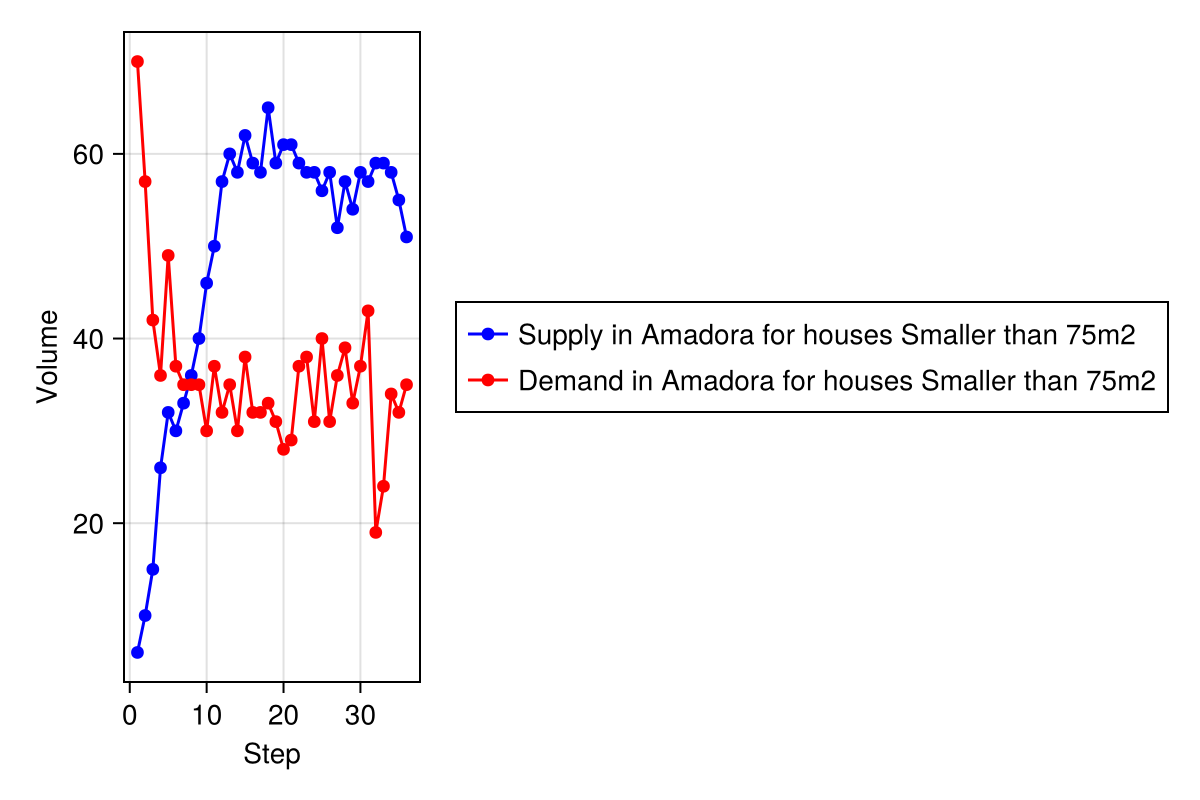 60
40
20
Volume
0 10 20 30
Step
Supply in Amadora for houses Smaller than 75m2
Demand in Amadora for houses Smaller than 75m2